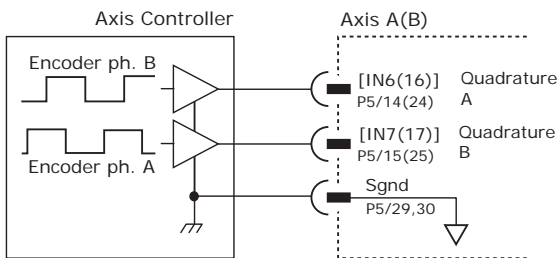 Axis Controller
Axis A(B)
Encoder ph. B
[IN6(16)] Quadrature
P5/14(24) A
[IN7(17)] Quadrature
P5/15(25) B
Encoder ph. A
Sgnd
P5/29,30